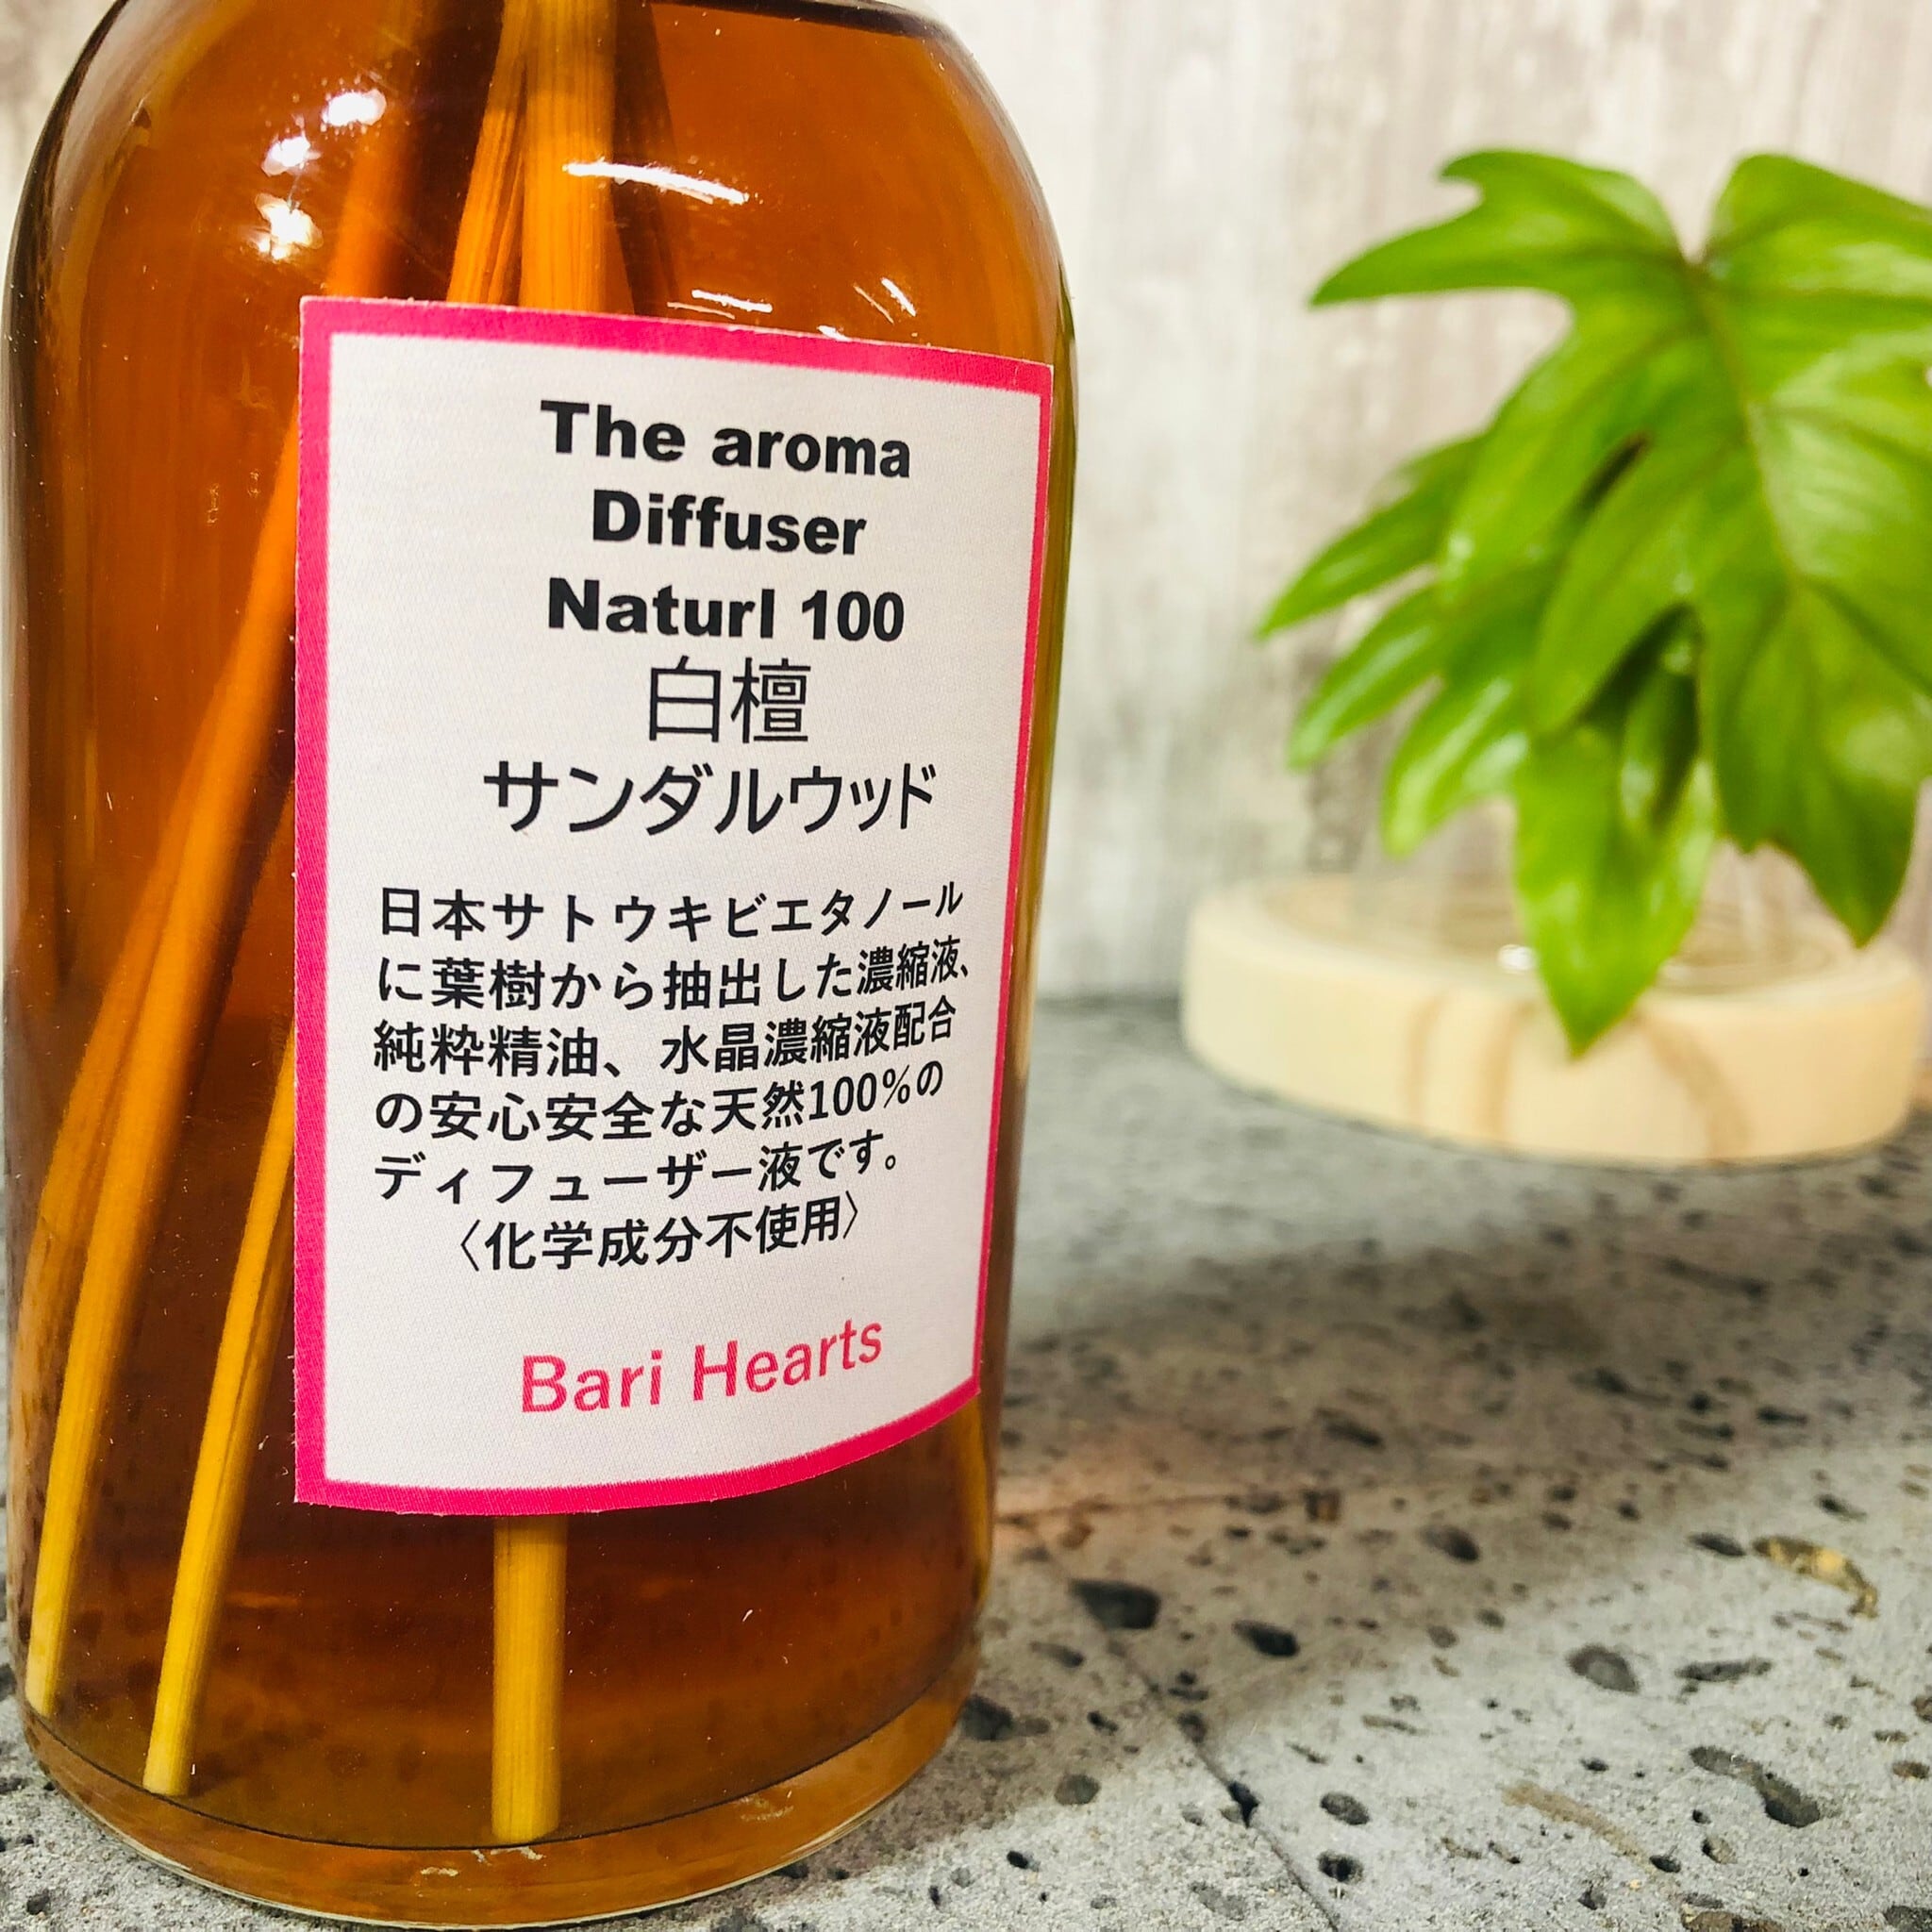 The aroma
Diffuser
Naturl 100
白檀
サンダルウッド
日本サトウキビエタノール
に葉樹から抽出した濃縮液、
純粋精油、水晶濃縮液配合
の安心安全な天然100%の
ディフューザー液です。
〈化学成分不使用〉
Bari Hearts